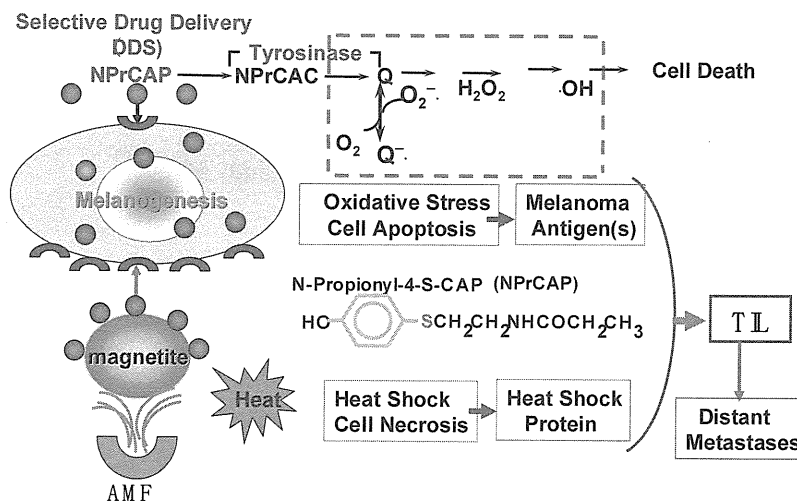 Selective Drug Delivery
(DDS)
NPrCAP
Tyrosinase
NPrCAC
Q
O₂⁻·
H₂O₂
·OH
Cell Death
O₂
Q⁻·
Melanogenesis
Oxidative Stress
Cell Apoptosis
Melanoma
Antigen(s)
N-Propionyl-4-S-CAP (NPrCAP)
HO
SCH₂CH₂NHCOCH₂CH₃
TIL
magnetite
Heat
Heat Shock
Cell Necrosis
Heat Shock
Protein
Distant
Metastases
AMF